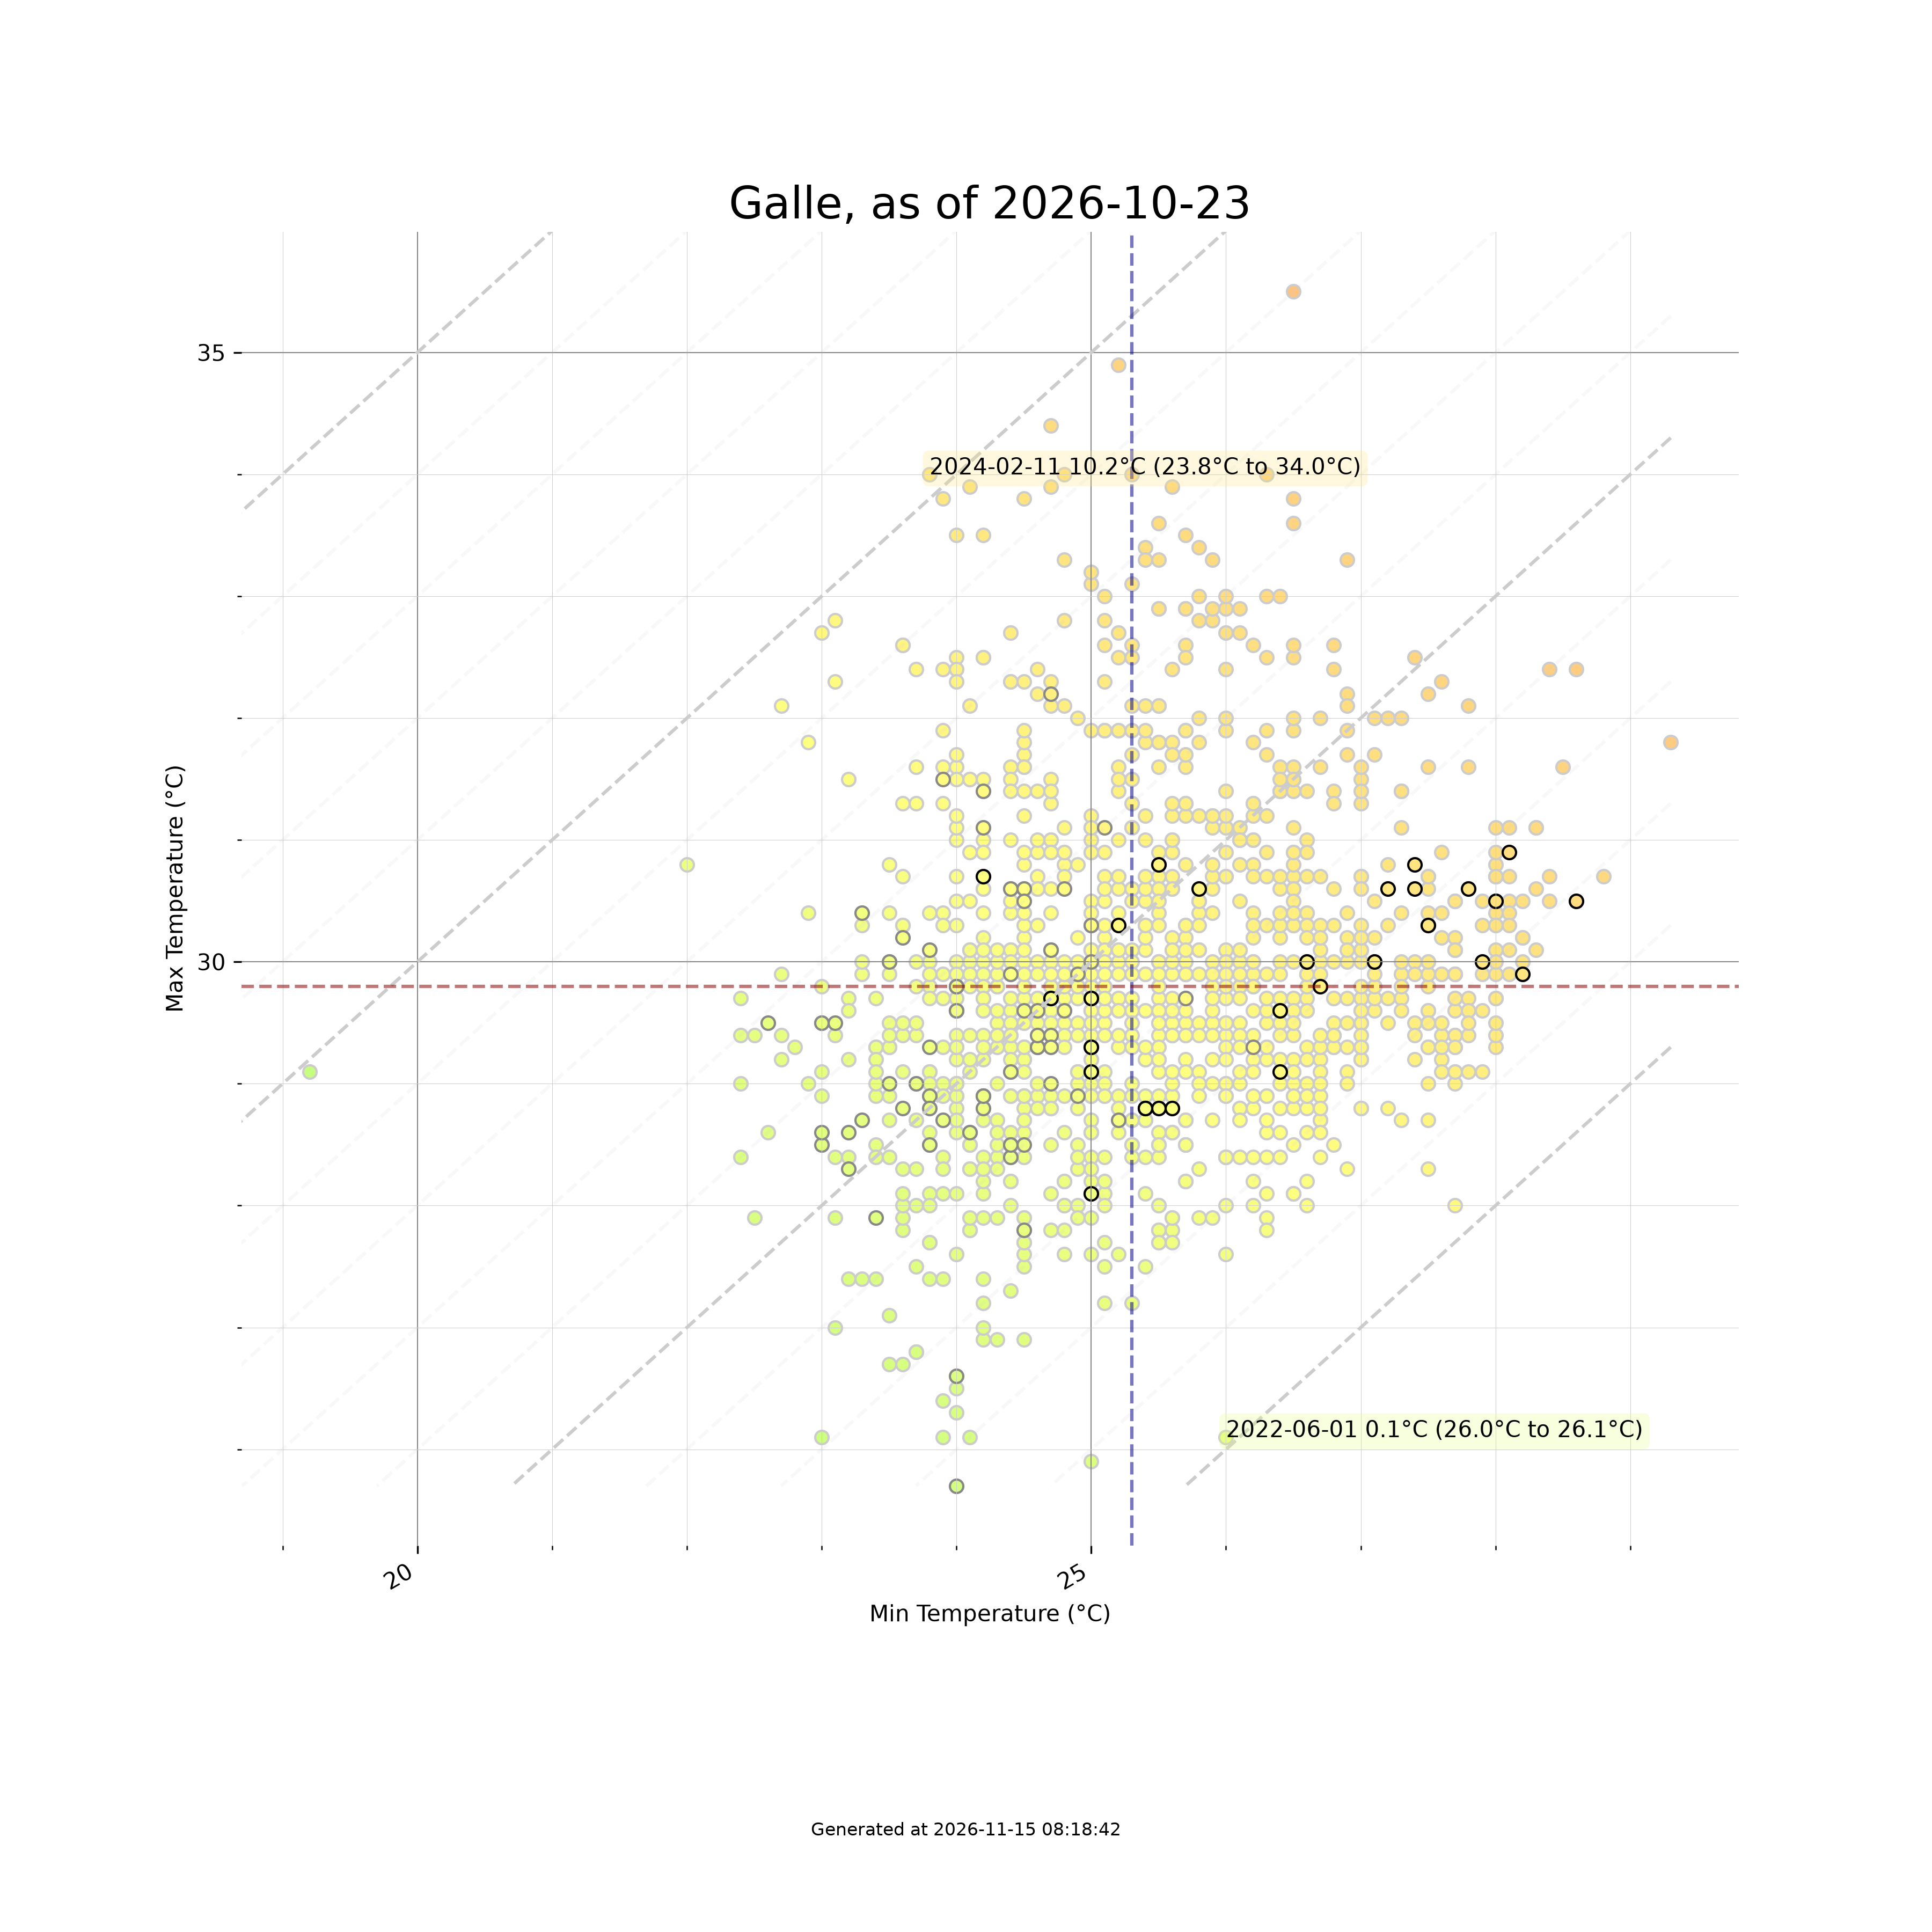 Galle, as of 2026-10-23
35
2024-02-11 10.2°C (23.8°C to 34.0°C)
Max Temperature (°C)
30
2022-06-01 0.1°C (26.0°C to 26.1°C)
20
25
Min Temperature (°C)
Generated at 2026-11-15 08:18:42